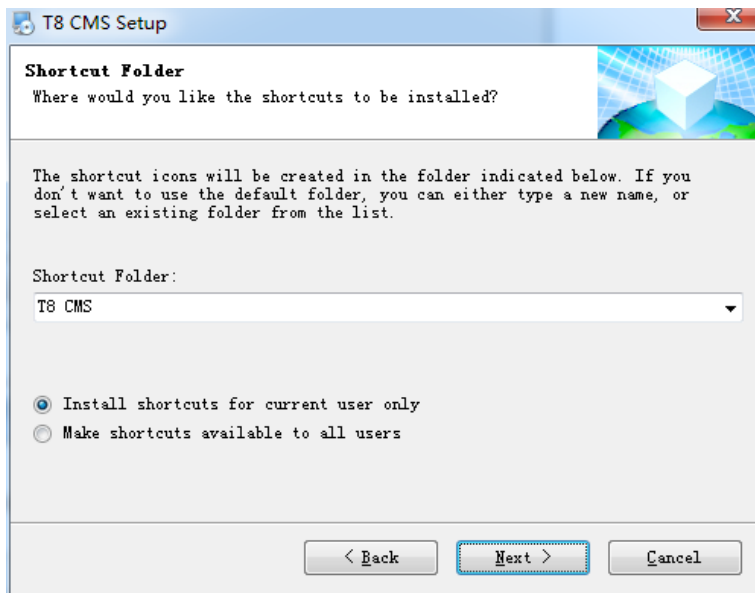 T8 CMS Setup
Shortcut Folder
Where would you like the shortcuts to be installed?
The shortcut icons will be created in the folder indicated below. If you
don't want to use the default folder, you can either type a new name, or
select an existing folder from the list.
Shortcut Folder:
T8 CMS
Install shortcuts for current user only
Make shortcuts available to all users
< Back
Next >
Cancel